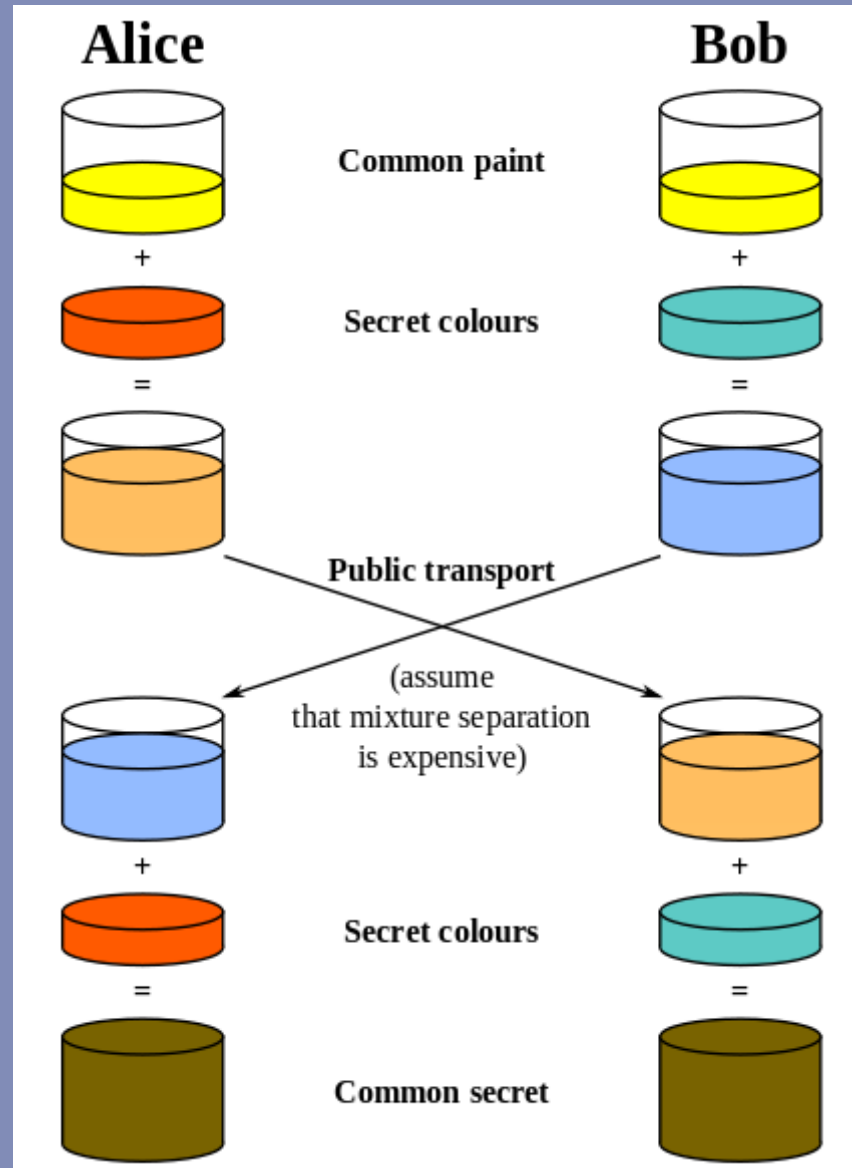 Alice Bob
Common paint
+ +
Secret colours
= =
Public transport
(assume
that mixture separation
is expensive)
+ +
Secret colours
= =
Common secret